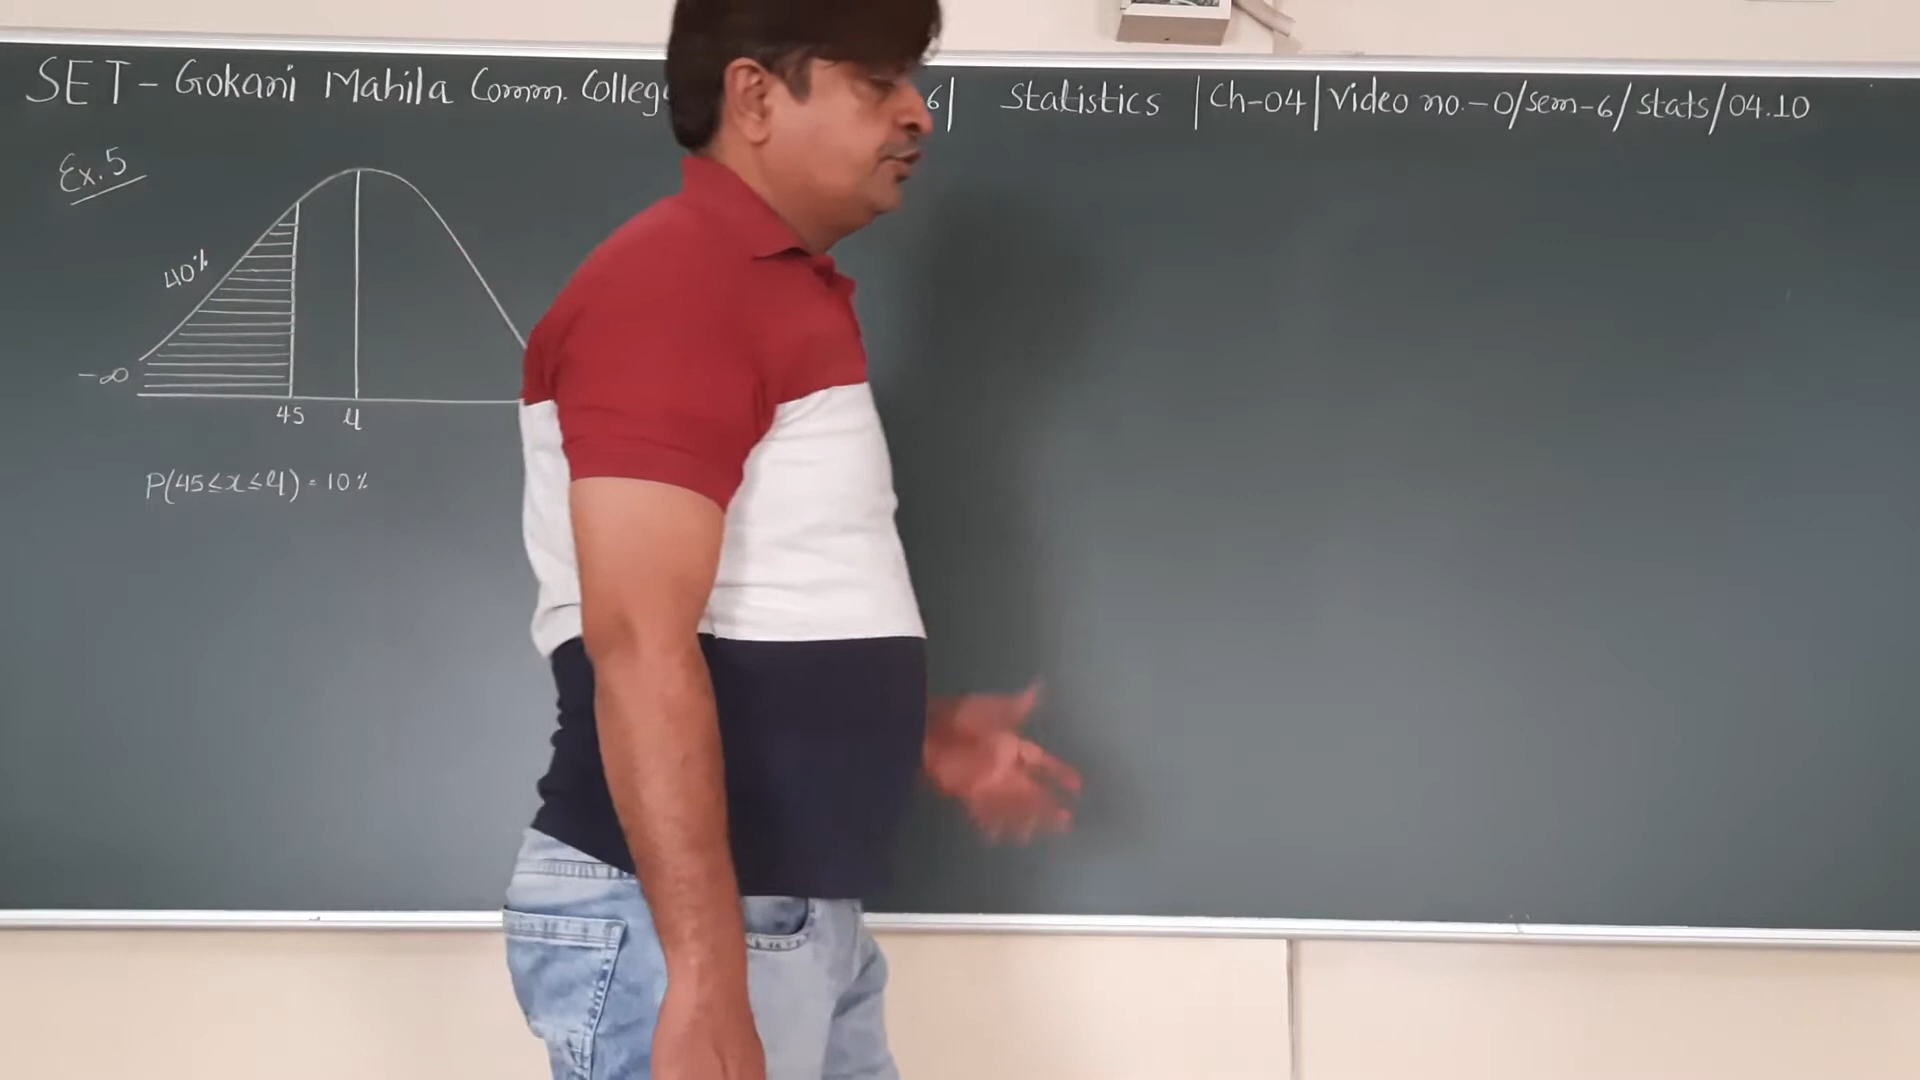 SET - Gokani Mahila Comm. College 6| Statistics |Ch-04|Video no.-0/sem-6/stats/04.10
Ex.5
40%
-∞
45 μ
P(45≤x≤μ) = 10%